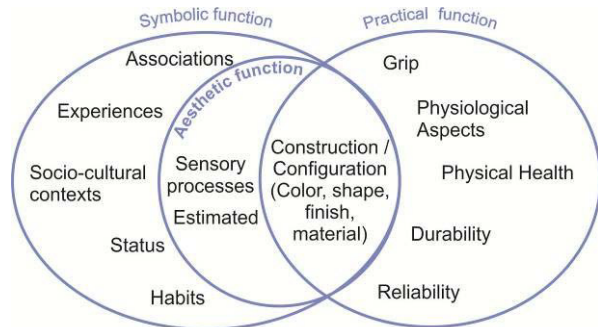 Symbolic function
Practical function
Associations
Aesthetic function
Grip
Experiences
Physiological
Aspects
Construction /
Configuration
(Color, shape,
finish,
material)
Sensory
processes
Socio-cultural
contexts
Physical Health
Estimated
Status
Durability
Habits
Reliability